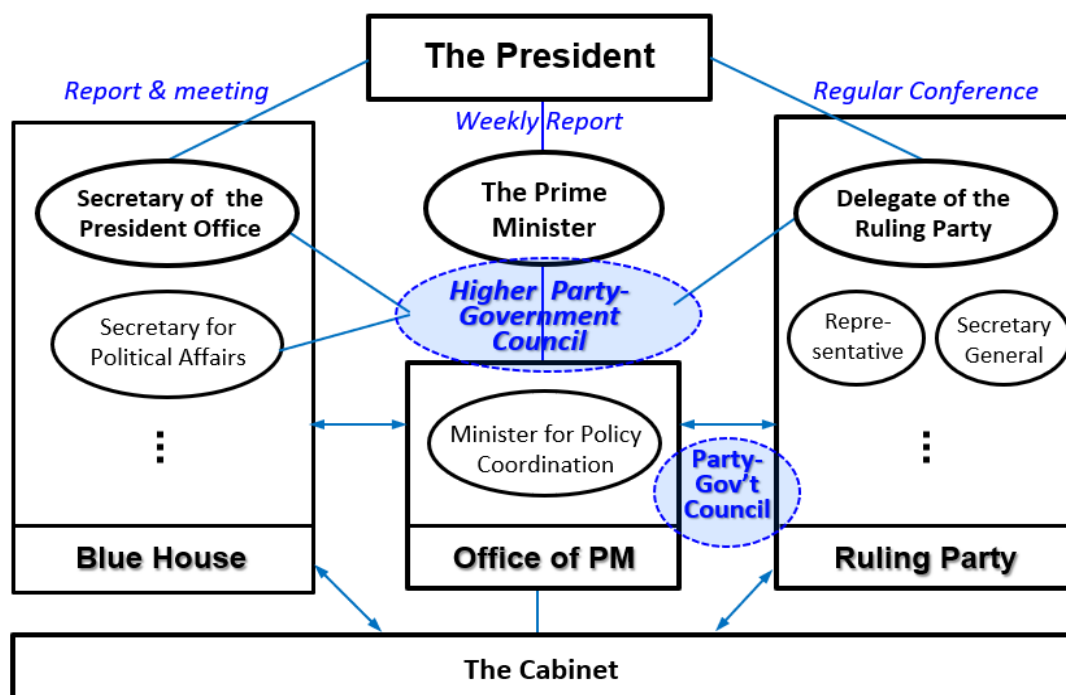 The President
Report & meeting
Weekly Report
Regular Conference
Secretary of the
President Office
The Prime
Minister
Delegate of the
Ruling Party
Higher Party-
Government
Council
Secretary for
Political Affairs
Repre-
sentative
Secretary
General
Minister for Policy
Coordination
Party-
Gov't
Council
⋮
⋮
Blue House
Office of PM
Ruling Party
The Cabinet